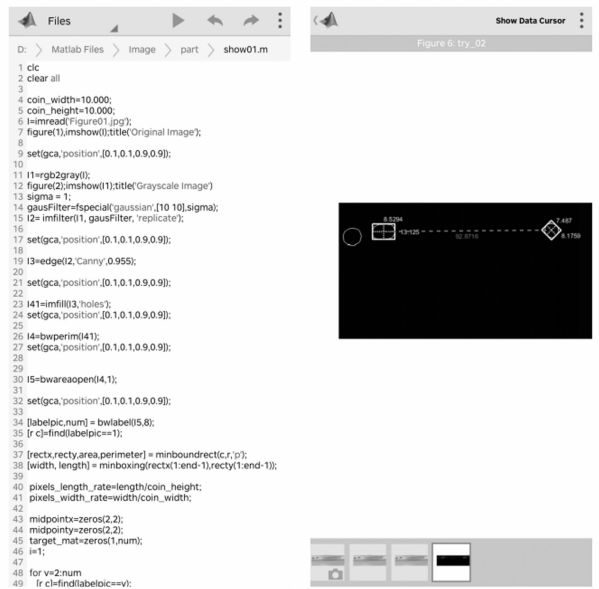 Files
D: Matlab Files Image part show01.m
1 clc
2 clear all
3
4 coin_width=10.000;
5 coin_height=10.000;
6 I=imread('Figure01.jpg');
7 figure(1),imshow(I);title('Original Image');
8
9 set(gca,'position',[0.1,0.1,0.9,0.9]);
10
11 I1=rgb2gray(I);
12 figure(2);imshow(I1);title('Grayscale Image')
13 sigma = 1;
14 gausFilter=fspecial('gaussian',[10 10],sigma);
15 I2= imfilter(I1, gausFilter, 'replicate');
16
17 set(gca,'position',[0.1,0.1,0.9,0.9]);
18
19 I3=edge(I2,'Canny',0.955);
20
21 set(gca,'position',[0.1,0.1,0.9,0.9]);
22
23 I41=imfill(I3,'holes');
24 set(gca,'position',[0.1,0.1,0.9,0.9]);
25
26 I4=bwperim(I41);
27 set(gca,'position',[0.1,0.1,0.9,0.9]);
28
29
30 I5=bwareaopen(I4,1);
31
32 set(gca,'position',[0.1,0.1,0.9,0.9]);
33
34 [labelpic,num] = bwlabel(I5,8);
35 [r c]=find(labelpic==1);
36
37 [rectx,recty,area,perimeter] = minboundrect(c,r,'p');
38 [width, length] = minboxing(rectx(1:end-1),recty(1:end-1));
39
40 pixels_length_rate=length/coin_height;
41 pixels_width_rate=width/coin_width;
42
43 midpointx=zeros(2,2);
44 midpointy=zeros(2,2);
45 target_mat=zeros(1,num);
46 i=1;
47
48 for v=2:num
49 [r c]=find(labelpic==v);
Show Data Cursor
Figure 6: try_02
8.5294
7.487
92.8716
8.1759